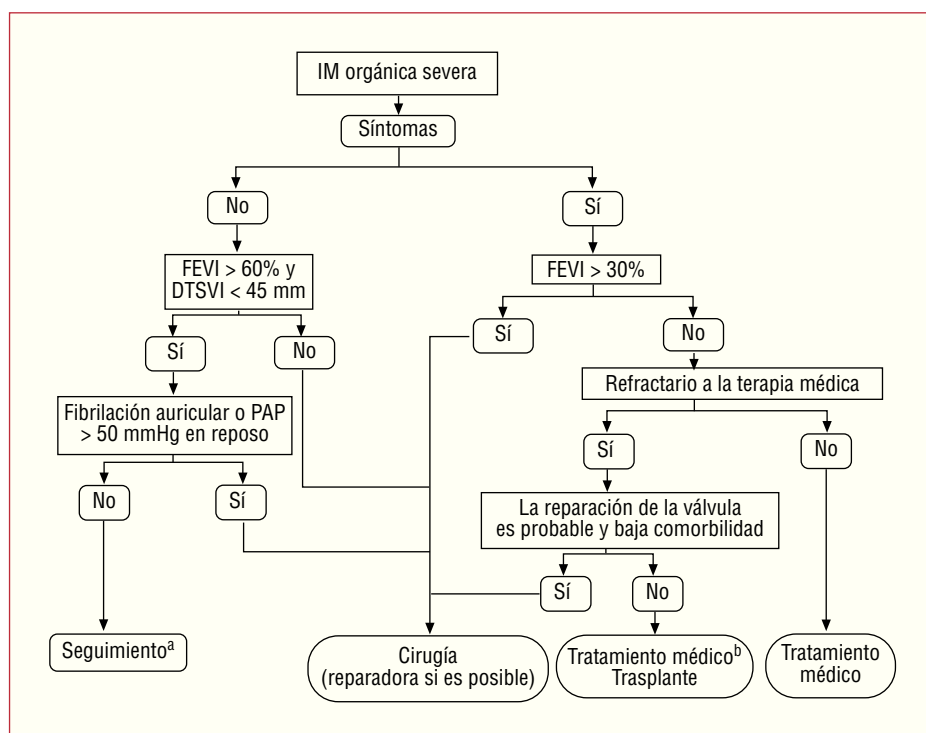 IM orgánica severa
Síntomas
No
Sí
FEVI > 60% y
DTSVI < 45 mm
FEVI > 30%
Sí
No
Sí
No
Refractario a la terapia médica
Fibrilación auricular o PAP
> 50 mmHg en reposo
Sí
No
No
Sí
La reparación de la válvula
es probable y baja comorbilidad
Sí
No
Seguimientoª
Cirugía
(reparadora si es posible)
Tratamiento médicoᵇ
Trasplante
Tratamiento
médico